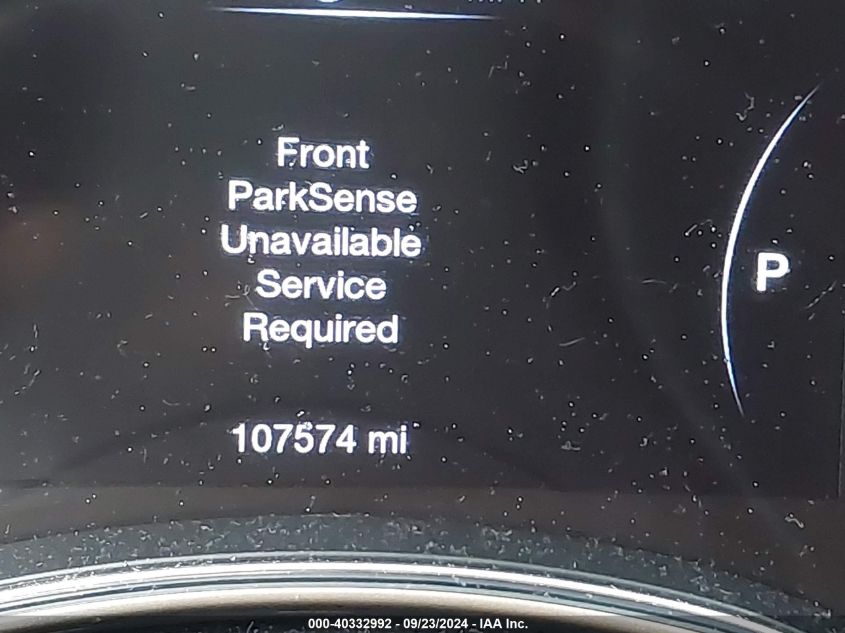 Front
ParkSense
Unavailable
Service
Required
P
107574 mi
000-40332992 - 09/23/2024 - IAA Inc.